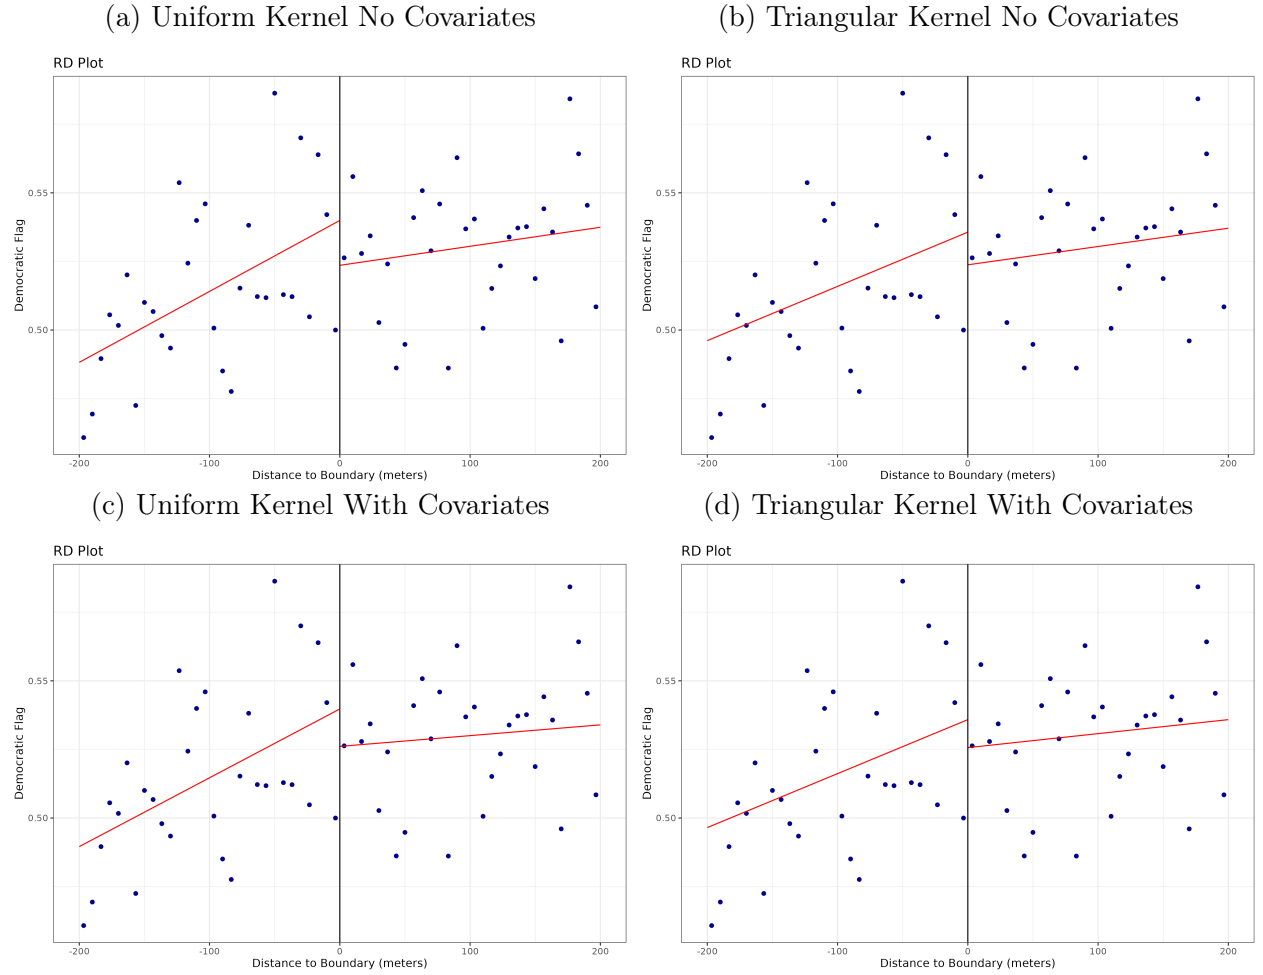 (a) Uniform Kernel No Covariates
RD Plot
Democratic Flag
0.55
0.50
-200 -100 0 100 200
Distance to Boundary (meters)
(b) Triangular Kernel No Covariates
RD Plot
Democratic Flag
0.55
0.50
-200 -100 0 100 200
Distance to Boundary (meters)
(c) Uniform Kernel With Covariates
RD Plot
Democratic Flag
0.55
0.50
-200 -100 0 100 200
Distance to Boundary (meters)
(d) Triangular Kernel With Covariates
RD Plot
Democratic Flag
0.55
0.50
-200 -100 0 100 200
Distance to Boundary (meters)